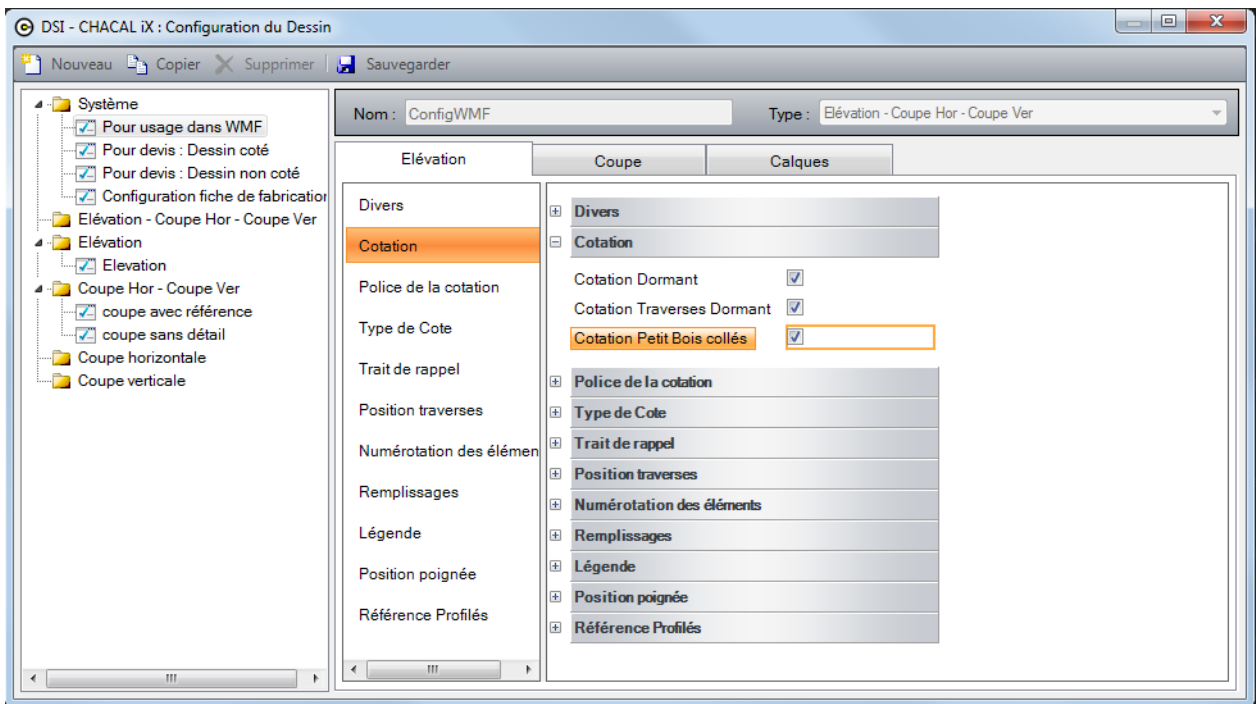 DSI - CHACAL iX : Configuration du Dessin
Nouveau Copier Supprimer Sauvegarder
Système
Pour usage dans WMF
Pour devis : Dessin coté
Pour devis : Dessin non coté
Configuration fiche de fabrication
Elévation - Coupe Hor - Coupe Ver
Elévation
Elevation
Coupe Hor - Coupe Ver
coupe avec référence
coupe sans détail
Coupe horizontale
Coupe verticale
Nom : ConfigWMF Type : Elévation - Coupe Hor - Coupe Ver
Elévation Coupe Calques
Divers
Cotation
Police de la cotation
Type de Cote
Trait de rappel
Position traverses
Numérotation des élémen
Remplissages
Légende
Position poignée
Référence Profilés
Divers
Cotation
Cotation Dormant
Cotation Traverses Dormant
Cotation Petit Bois collés
Police de la cotation
Type de Cote
Trait de rappel
Position traverses
Numérotation des éléments
Remplissages
Légende
Position poignée
Référence Profilés